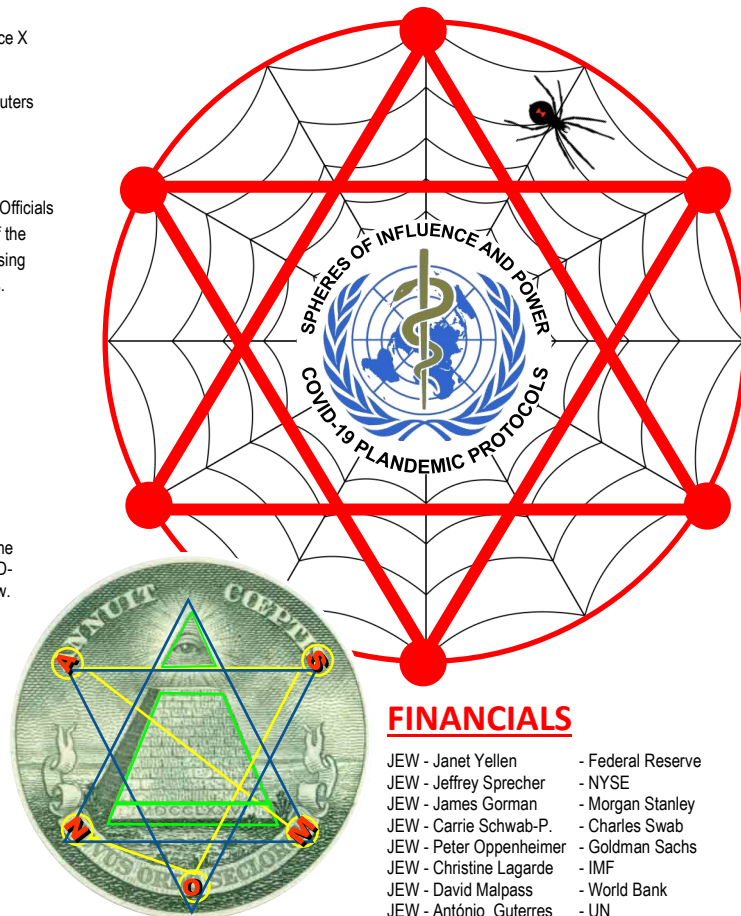 ce X
uters
Officials
f the
sing
.
ne
D-
w.
SPHERES OF INFLUENCE AND POWER
COVID-19 PLANDEMIC PROTOCOLS
ANNUIT CŒPTIS
A S
N O M
FINANCIALS
JEW - Janet Yellen - Federal Reserve
JEW - Jeffrey Sprecher - NYSE
JEW - James Gorman - Morgan Stanley
JEW - Carrie Schwab-P. - Charles Swab
JEW - Peter Oppenheimer - Goldman Sachs
JEW - Christine Lagarde - IMF
JEW - David Malpass - World Bank
JEW - António Guterres - UN